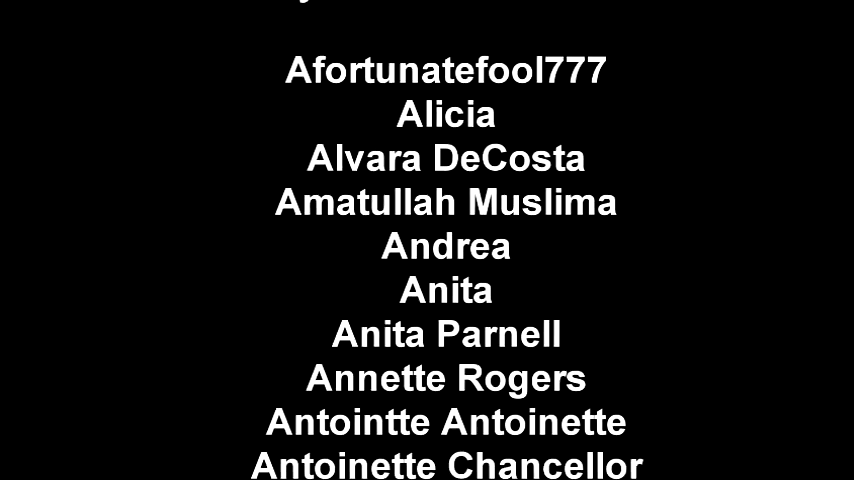 Afortunatefool777
Alicia
Alvara DeCosta
Amatullah Muslima
Andrea
Anita
Anita Parnell
Annette Rogers
Antointte Antoinette
Antoinette Chancellor